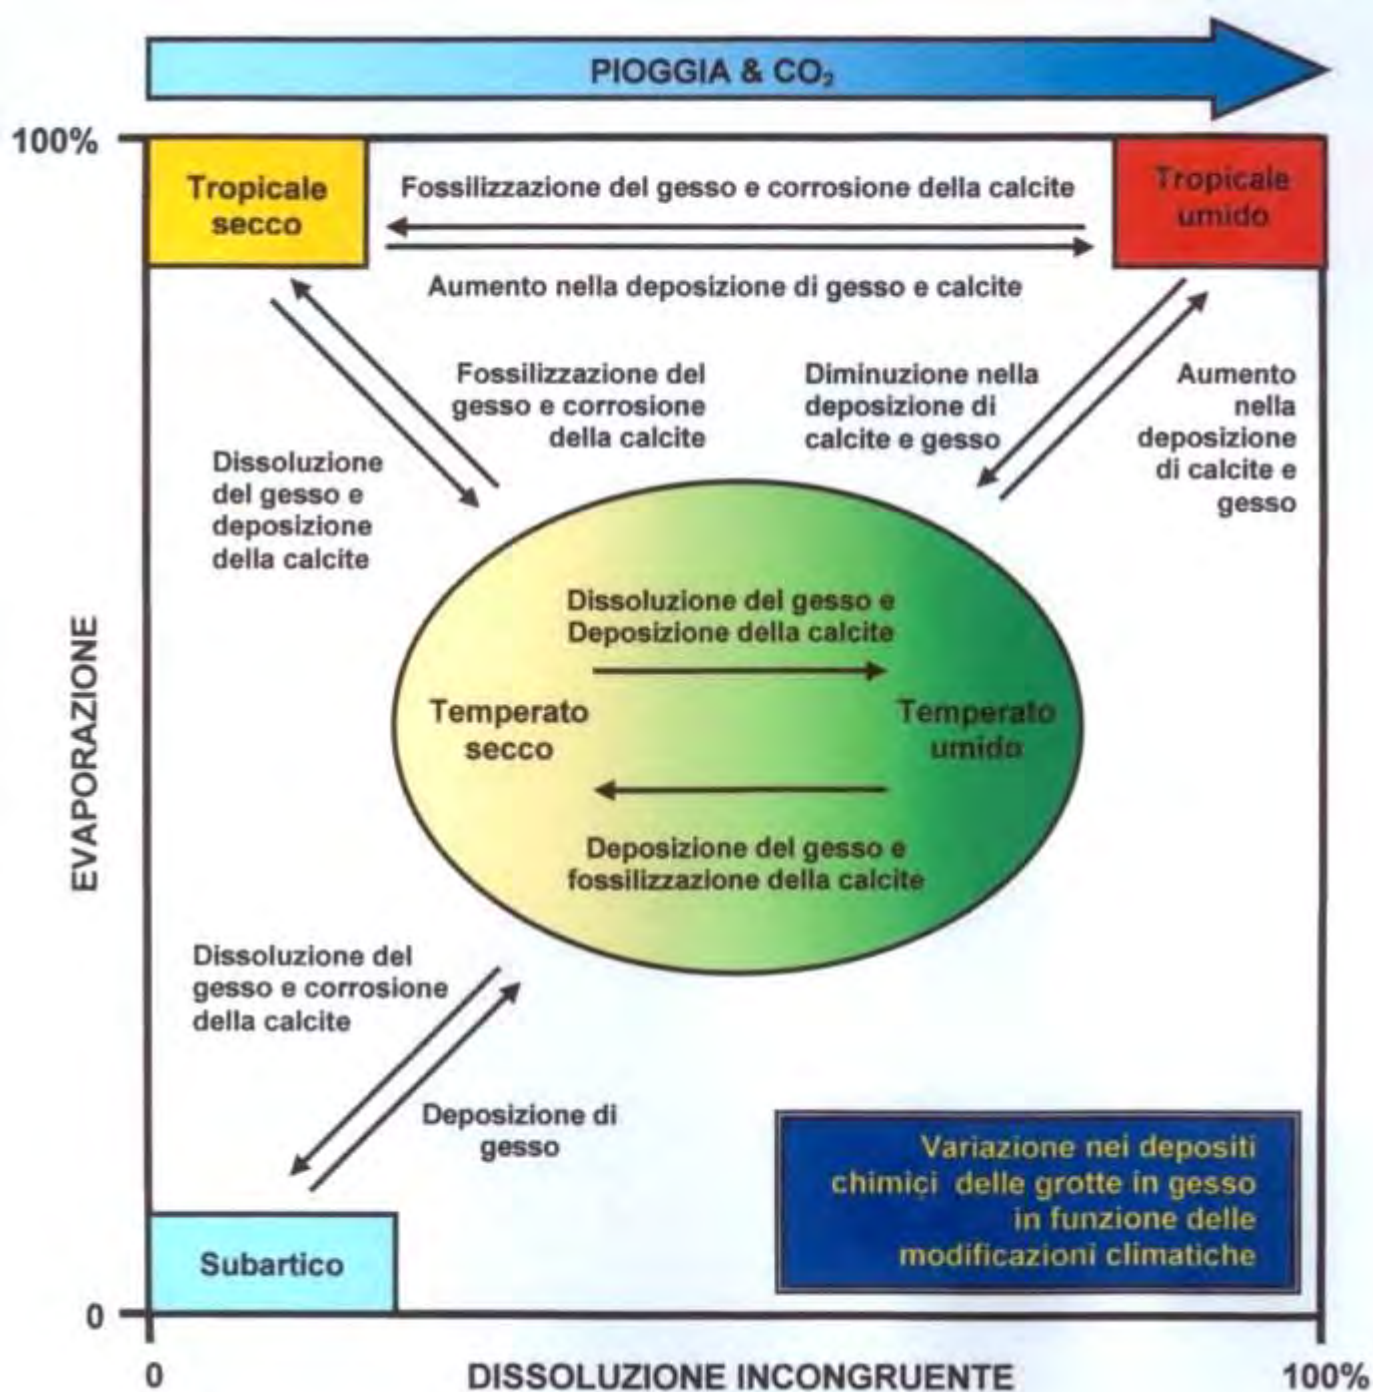 PIOGGIA & CO₂
100%
Tropicale
secco
Fossilizzazione del gesso e corrosione della calcite
Tropicale
umido
Aumento nella deposizione di gesso e calcite
Fossilizzazione del
gesso e corrosione
della calcite
Diminuzione nella
deposizione di
calcite e gesso
Aumento
nella
deposizione
di calcite e
gesso
Dissoluzione
del gesso e
deposizione
della calcite
EVAPORAZIONE
Dissoluzione del gesso e
Deposizione della calcite
Temperato
secco
Temperato
umido
Deposizione del gesso e
fossilizzazione della calcite
Dissoluzione del
gesso e corrosione
della calcite
Deposizione di
gesso
Variazione nei depositi
chimici delle grotte in gesso
in funzione delle
modificazioni climatiche
Subartico
0
0
DISSOLUZIONE INCONGRUENTE
100%